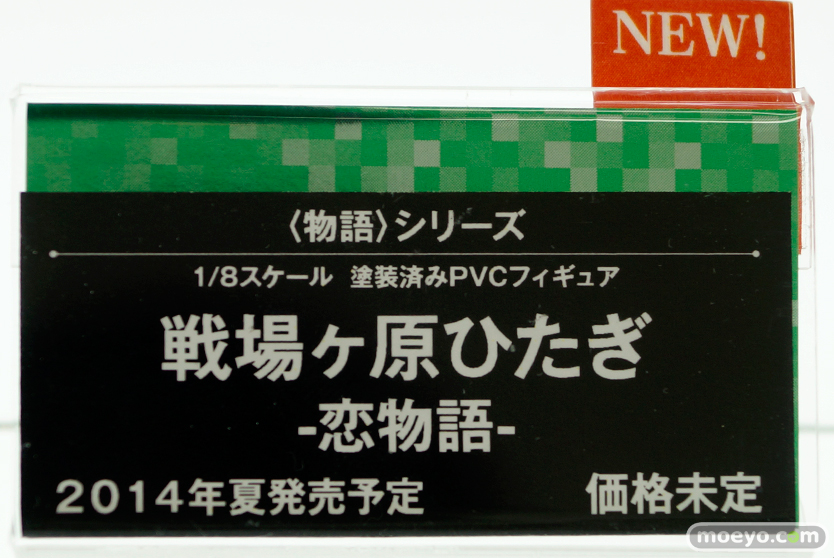 NEW!
〈物語〉シリーズ
1/8スケール 塗装済みPVCフィギュア
戦場ヶ原ひたぎ
-恋物語-
2014年夏発売予定 価格未定
moeyo.com